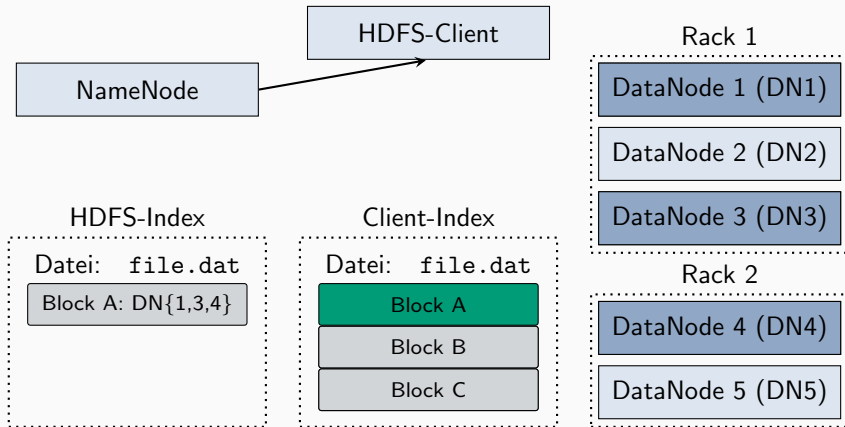 HDFS-Client
NameNode
Rack 1
DataNode 1 (DN1)
DataNode 2 (DN2)
DataNode 3 (DN3)
HDFS-Index
Datei: file.dat
Block A: DN{1,3,4}
Client-Index
Datei: file.dat
Block A
Block B
Block C
Rack 2
DataNode 4 (DN4)
DataNode 5 (DN5)